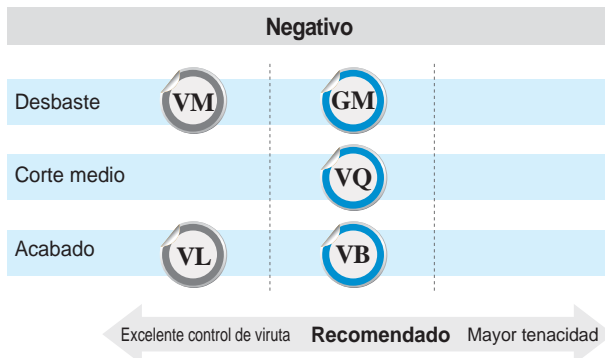 Negativo
Desbaste VM GM
Corte medio VQ
Acabado VL VB
Excelente control de viruta Recomendado Mayor tenacidad